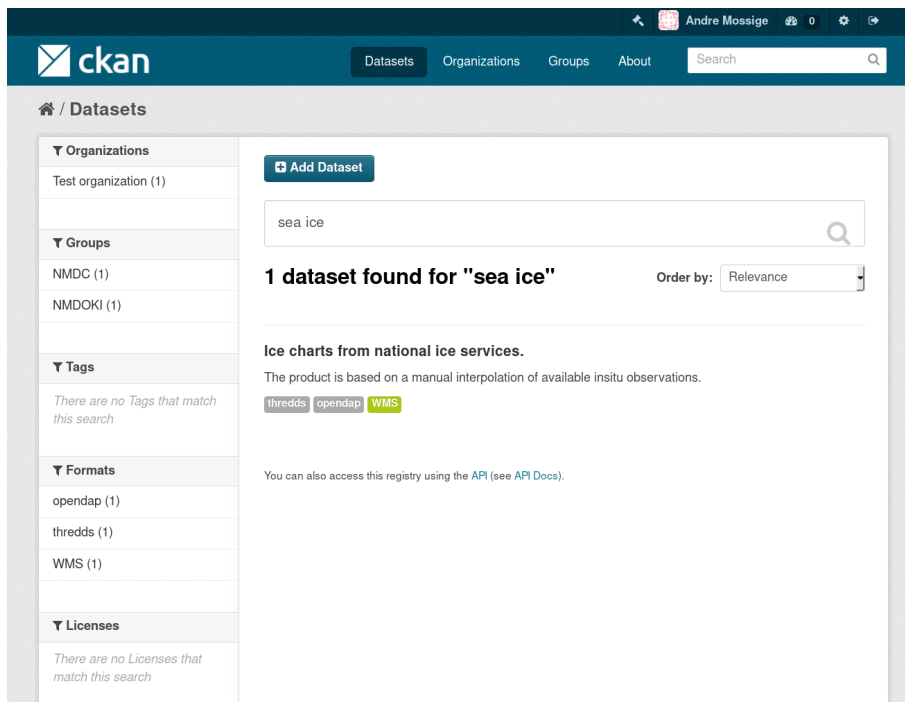 Andre Mossige 0
ckan
Datasets Organizations Groups About Search
/ Datasets
Organizations
Test organization (1)
Groups
NMDC (1)
NMDOKI (1)
Tags
There are no Tags that match
this search
Formats
opendap (1)
thredds (1)
WMS (1)
Licenses
There are no Licenses that
match this search
Add Dataset
sea ice
1 dataset found for "sea ice"
Order by: Relevance
Ice charts from national ice services.
The product is based on a manual interpolation of available insitu observations.
thredds opendap WMS
You can also access this registry using the API (see API Docs).